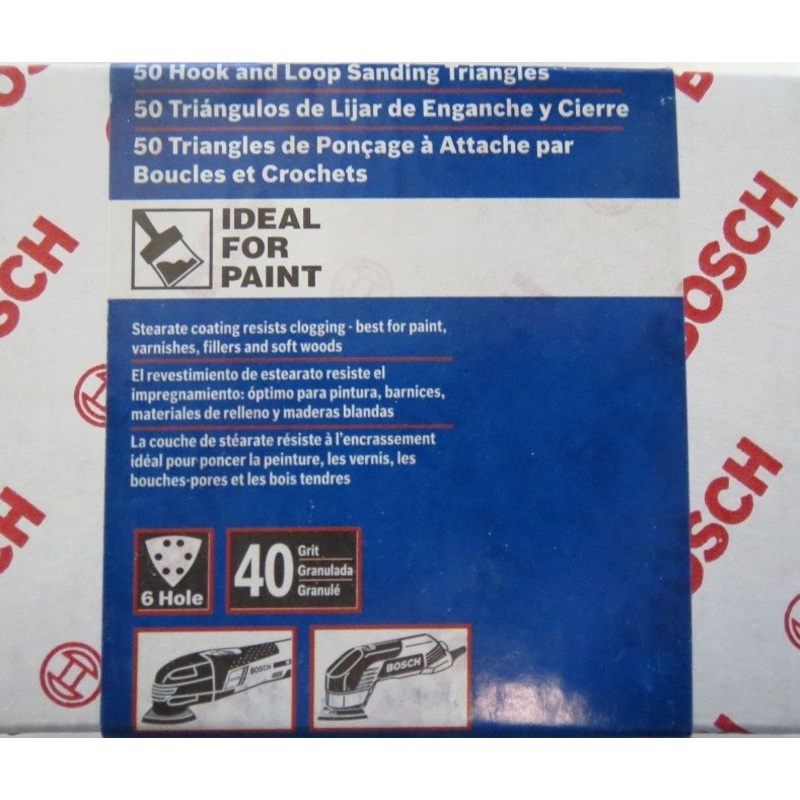 50 Hook and Loop Sanding Triangles
50 Triángulos de Lijar de Enganche y Cierre
50 Triangles de Ponçage à Attache par
Boucles et Crochets
IDEAL
FOR
PAINT
Stearate coating resists clogging - best for paint,
varnishes, fillers and soft woods
El revestimiento de estearato resiste el
impregnamiento: óptimo para pintura, barnices,
materiales de relleno y maderas blandas
La couche de stéarate résiste à l'encrassement
idéal pour poncer la peinture, les vernis, les
bouches-pores et les bois tendres
6 Hole
40
Grit
Granulada
Granulé
BOSCH
BOSCH
BOSCH
BOSCH
BOSCH